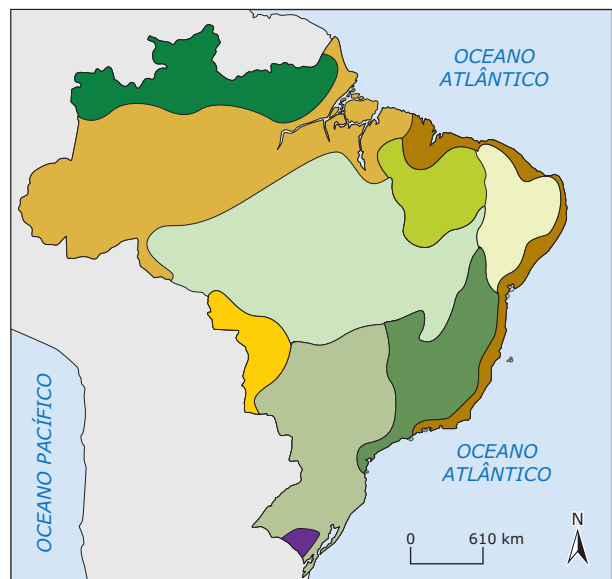 OCEANO
ATLÂNTICO
OCEANO PACÍFICO
OCEANO
ATLÂNTICO
N
0 610 km